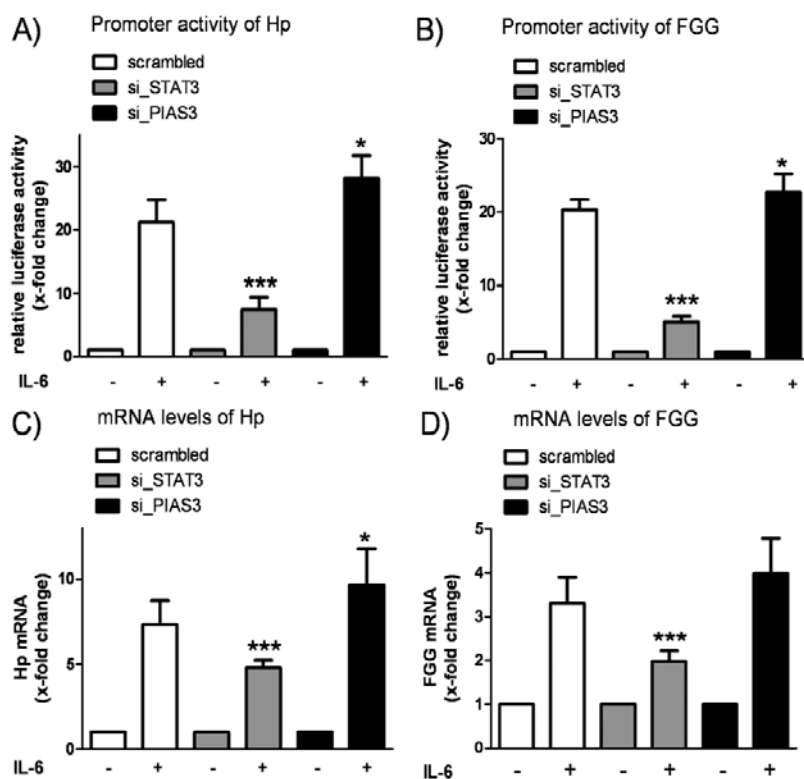 A) Promoter activity of Hp
scrambled
si_STAT3
si_PIAS3
relative luciferase activity
(x-fold change)
30
20
10
0
***
*
IL-6 - + - + - +
B) Promoter activity of FGG
scrambled
si_STAT3
si_PIAS3
relative luciferase activity
(x-fold change)
30
20
10
0
***
*
IL-6 - + - + - +
C) mRNA levels of Hp
scrambled
si_STAT3
si_PIAS3
Hp mRNA
(x-fold change)
10
5
0
***
*
IL-6 - + - + - +
D) mRNA levels of FGG
scrambled
si_STAT3
si_PIAS3
FGG mRNA
(x-fold change)
5
4
3
2
1
0
***
IL-6 - + - + - +